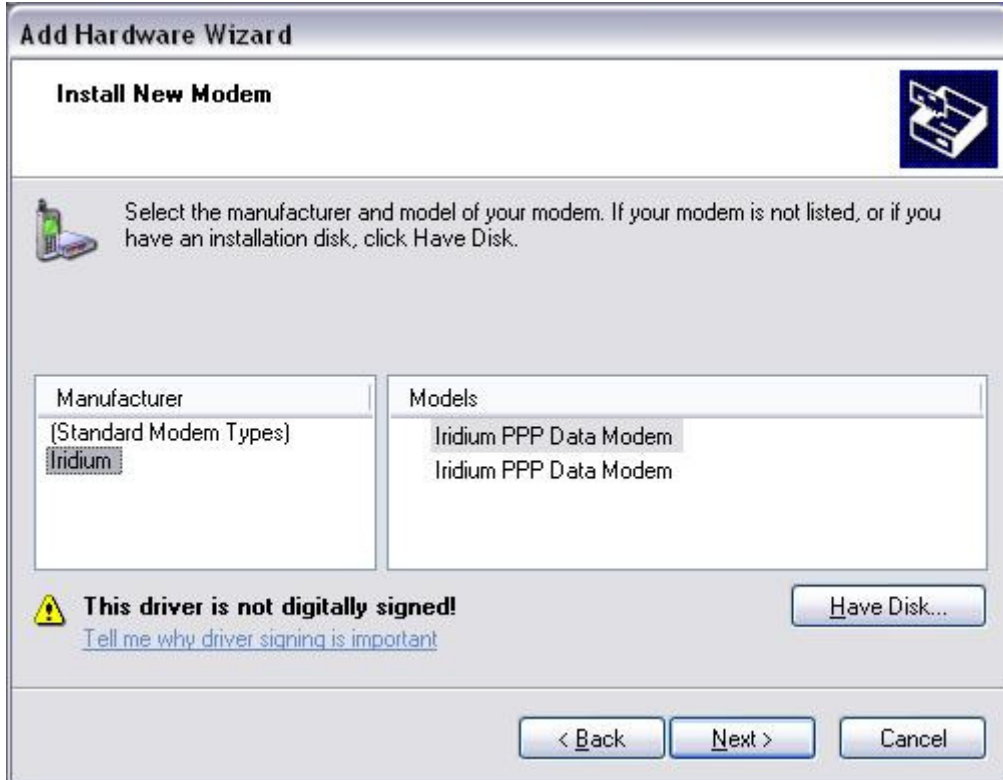 Add Hardware Wizard
Install New Modem
Select the manufacturer and model of your modem. If your modem is not listed, or if you
have an installation disk, click Have Disk.
Manufacturer
(Standard Modem Types)
Iridium
Models
Iridium PPP Data Modem
Iridium PPP Data Modem
This driver is not digitally signed!
Tell me why driver signing is important
Have Disk...
< Back
Next >
Cancel